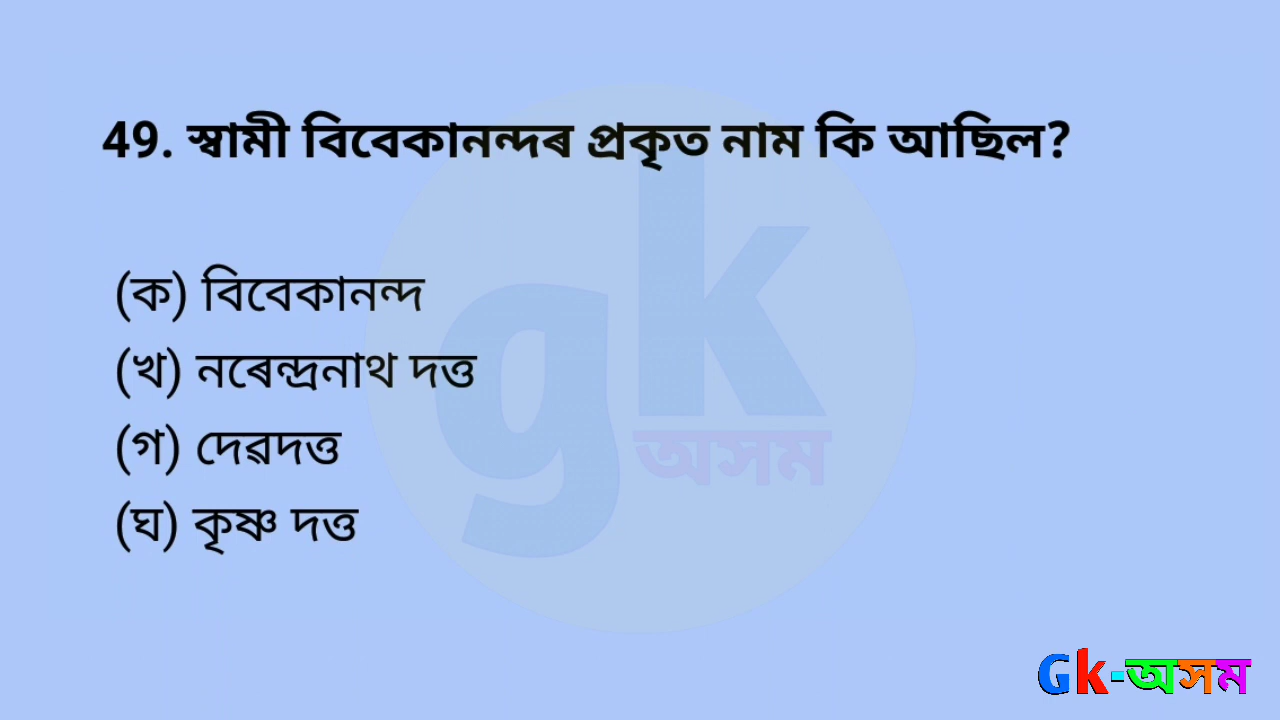 49. স্বামী বিবেকানন্দৰ প্ৰকৃত নাম কি আছিল?
(ক) বিবেকানন্দ
(খ) নৰেন্দ্ৰনাথ দত্ত
(গ) দেৱদত্ত
(ঘ) কৃষ্ণ দত্ত
gk
অসম
Gk-অসম